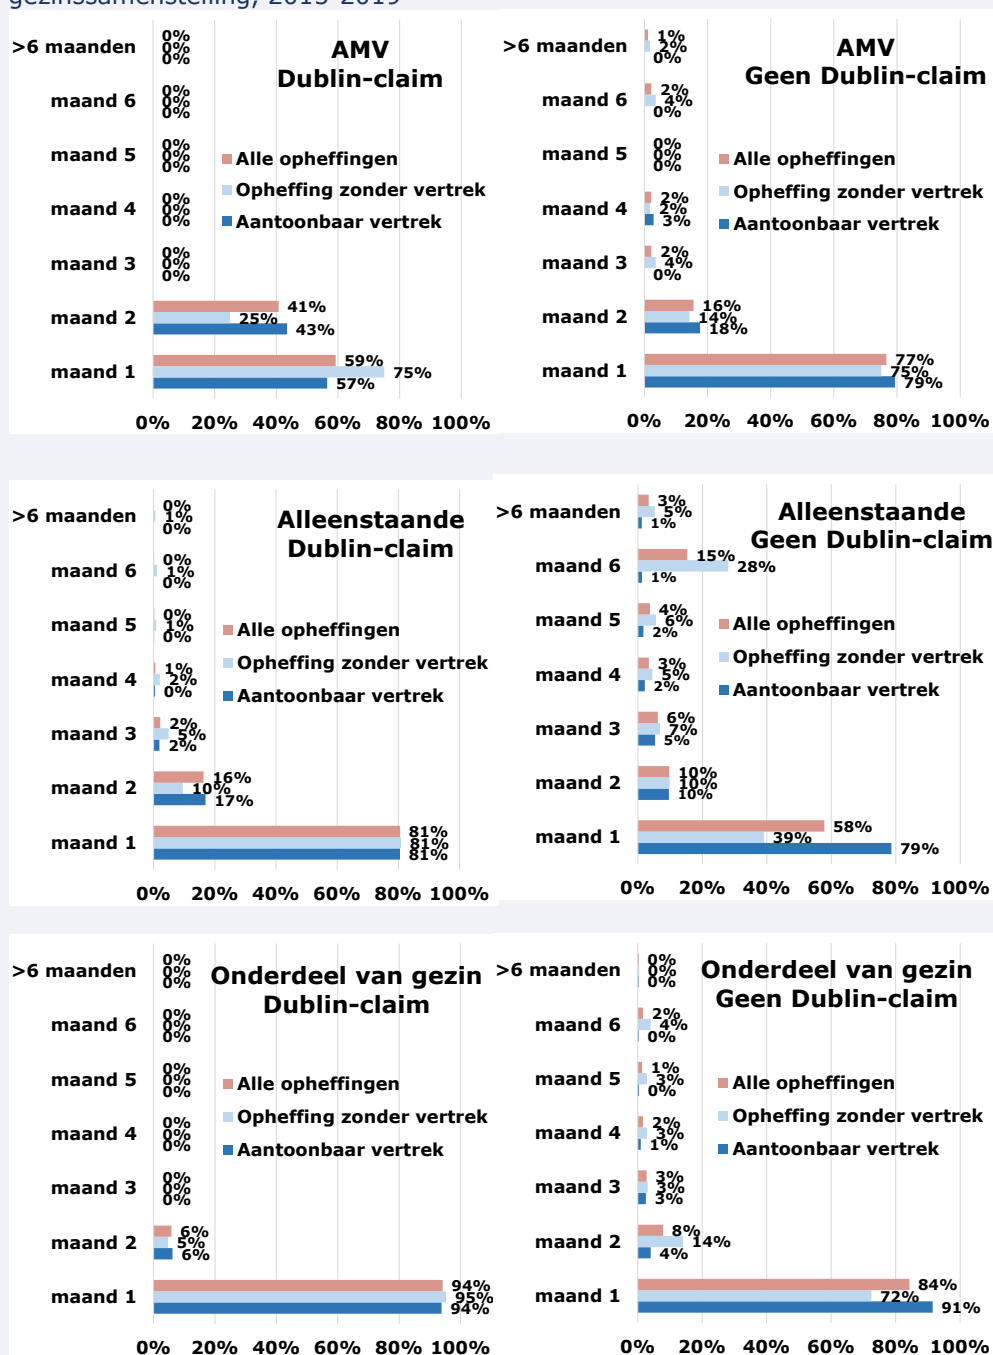 gezinssamenstelling, 2015-2019
AMV
Dublin-claim
>6 maanden 0% 0% 0%
maand 6 0% 0% 0%
maand 5 0% 0% 0%
maand 4 0% 0% 0%
maand 3 0% 0% 0%
maand 2 41% 25% 43%
maand 1 59% 75% 57%
Alle opheffingen
Opheffing zonder vertrek
Aantoonbaar vertrek
0% 20% 40% 60% 80% 100%
AMV
Geen Dublin-claim
>6 maanden 1% 2% 0%
maand 6 2% 4% 0%
maand 5 0% 0% 0%
maand 4 2% 2% 3%
maand 3 2% 4% 0%
maand 2 16% 14% 18%
maand 1 77% 75% 79%
Alle opheffingen
Opheffing zonder vertrek
Aantoonbaar vertrek
0% 20% 40% 60% 80% 100%
Alleenstaande
Dublin-claim
>6 maanden 0% 1% 0%
maand 6 0% 1% 0%
maand 5 0% 1% 0%
maand 4 1% 2% 0%
maand 3 2% 5% 2%
maand 2 16% 10% 17%
maand 1 81% 81% 81%
Alle opheffingen
Opheffing zonder vertrek
Aantoonbaar vertrek
0% 20% 40% 60% 80% 100%
Alleenstaande
Geen Dublin-claim
>6 maanden 3% 5% 1%
maand 6 15% 28% 1%
maand 5 4% 6% 2%
maand 4 3% 5% 2%
maand 3 6% 7% 5%
maand 2 10% 10% 10%
maand 1 58% 39% 79%
Alle opheffingen
Opheffing zonder vertrek
Aantoonbaar vertrek
0% 20% 40% 60% 80% 100%
Onderdeel van gezin
Dublin-claim
>6 maanden 0% 0% 0%
maand 6 0% 0% 0%
maand 5 0% 0% 0%
maand 4 0% 0% 0%
maand 3 0% 0% 0%
maand 2 6% 5% 6%
maand 1 94% 95% 94%
Alle opheffingen
Opheffing zonder vertrek
Aantoonbaar vertrek
0% 20% 40% 60% 80% 100%
Onderdeel van gezin
Geen Dublin-claim
>6 maanden 0% 0% 0%
maand 6 2% 4% 0%
maand 5 1% 3% 0%
maand 4 2% 3% 1%
maand 3 3% 3% 3%
maand 2 8% 14% 4%
maand 1 84% 72% 91%
Alle opheffingen
Opheffing zonder vertrek
Aantoonbaar vertrek
0% 20% 40% 60% 80% 100%